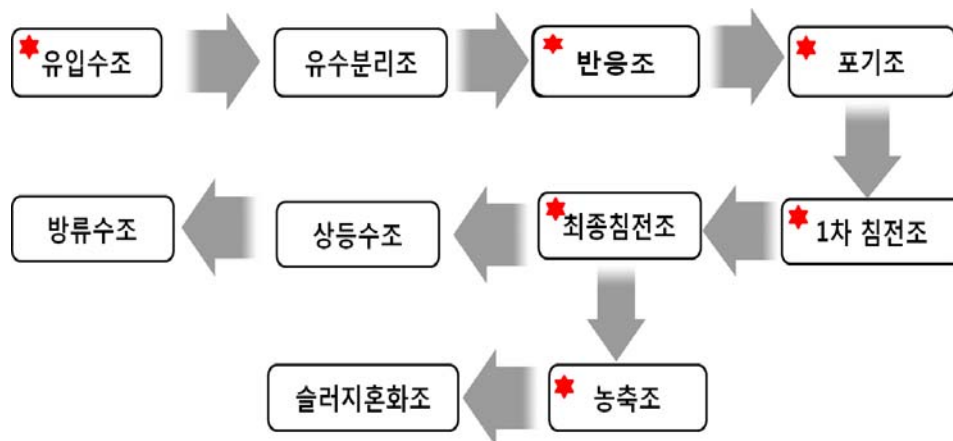 유입수조
유수분리조
반응조
포기조
방류수조
상등수조
최종침전조
1차 침전조
슬러지혼화조
농축조